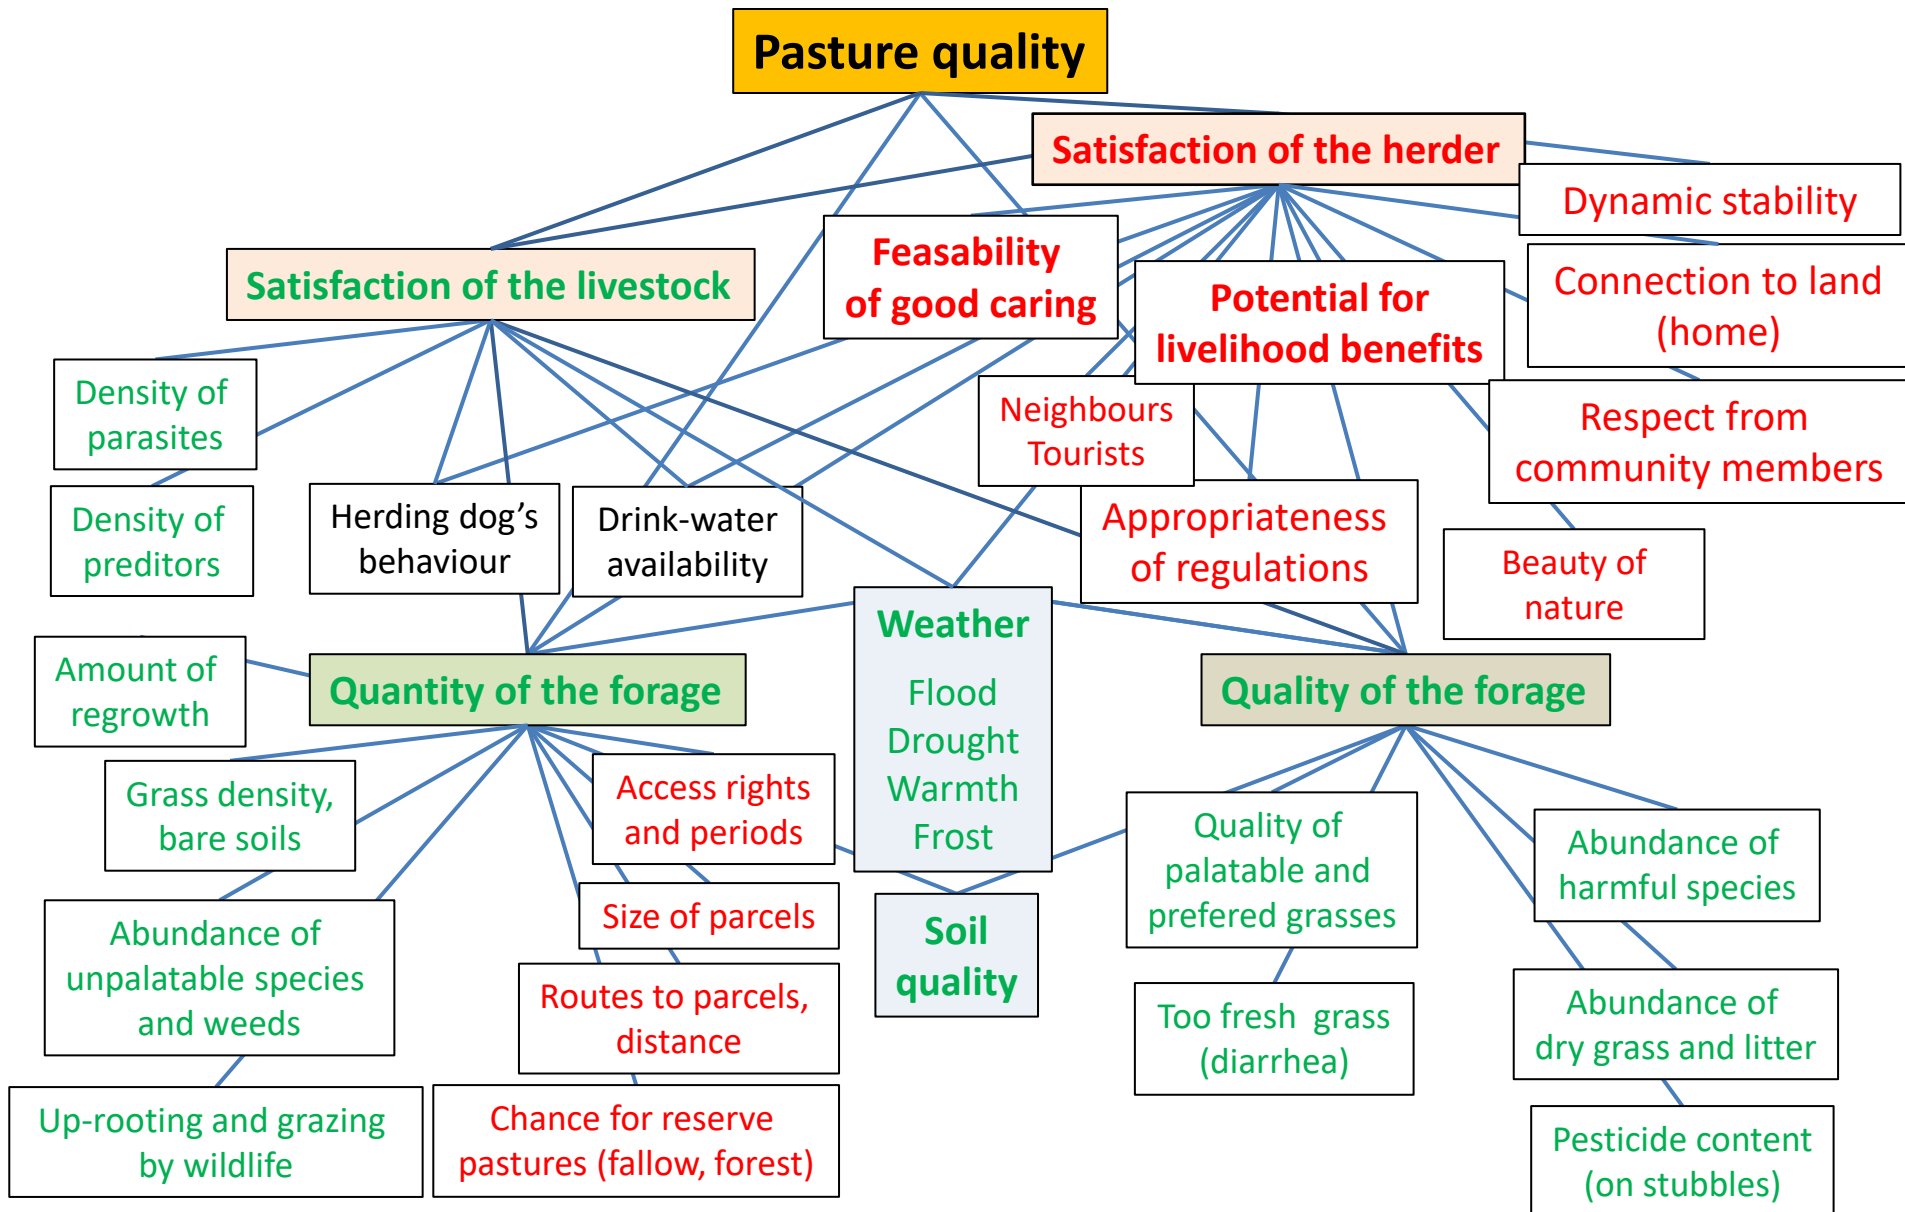 Pasture quality
Satisfaction of the herder
Dynamic stability
Feasability
of good caring
Satisfaction of the livestock
Potential for
livelihood benefits
Connection to land
(home)
Density of
parasites
Neighbours
Tourists
Respect from
community members
Density of
preditors
Herding dog’s
behaviour
Drink-water
availability
Appropriateness
of regulations
Beauty of
nature
Weather
Flood
Drought
Warmth
Frost
Amount of
regrowth
Quantity of the forage
Quality of the forage
Grass density,
bare soils
Access rights
and periods
Quality of
palatable and
prefered grasses
Abundance of
harmful species
Size of parcels
Abundance of
unpalatable species
and weeds
Soil
quality
Routes to parcels,
distance
Too fresh  grass
(diarrhea)
Abundance of
dry grass and litter
Up-rooting and grazing
by wildlife
Chance for reserve
pastures (fallow, forest)
Pesticide content
(on stubbles)